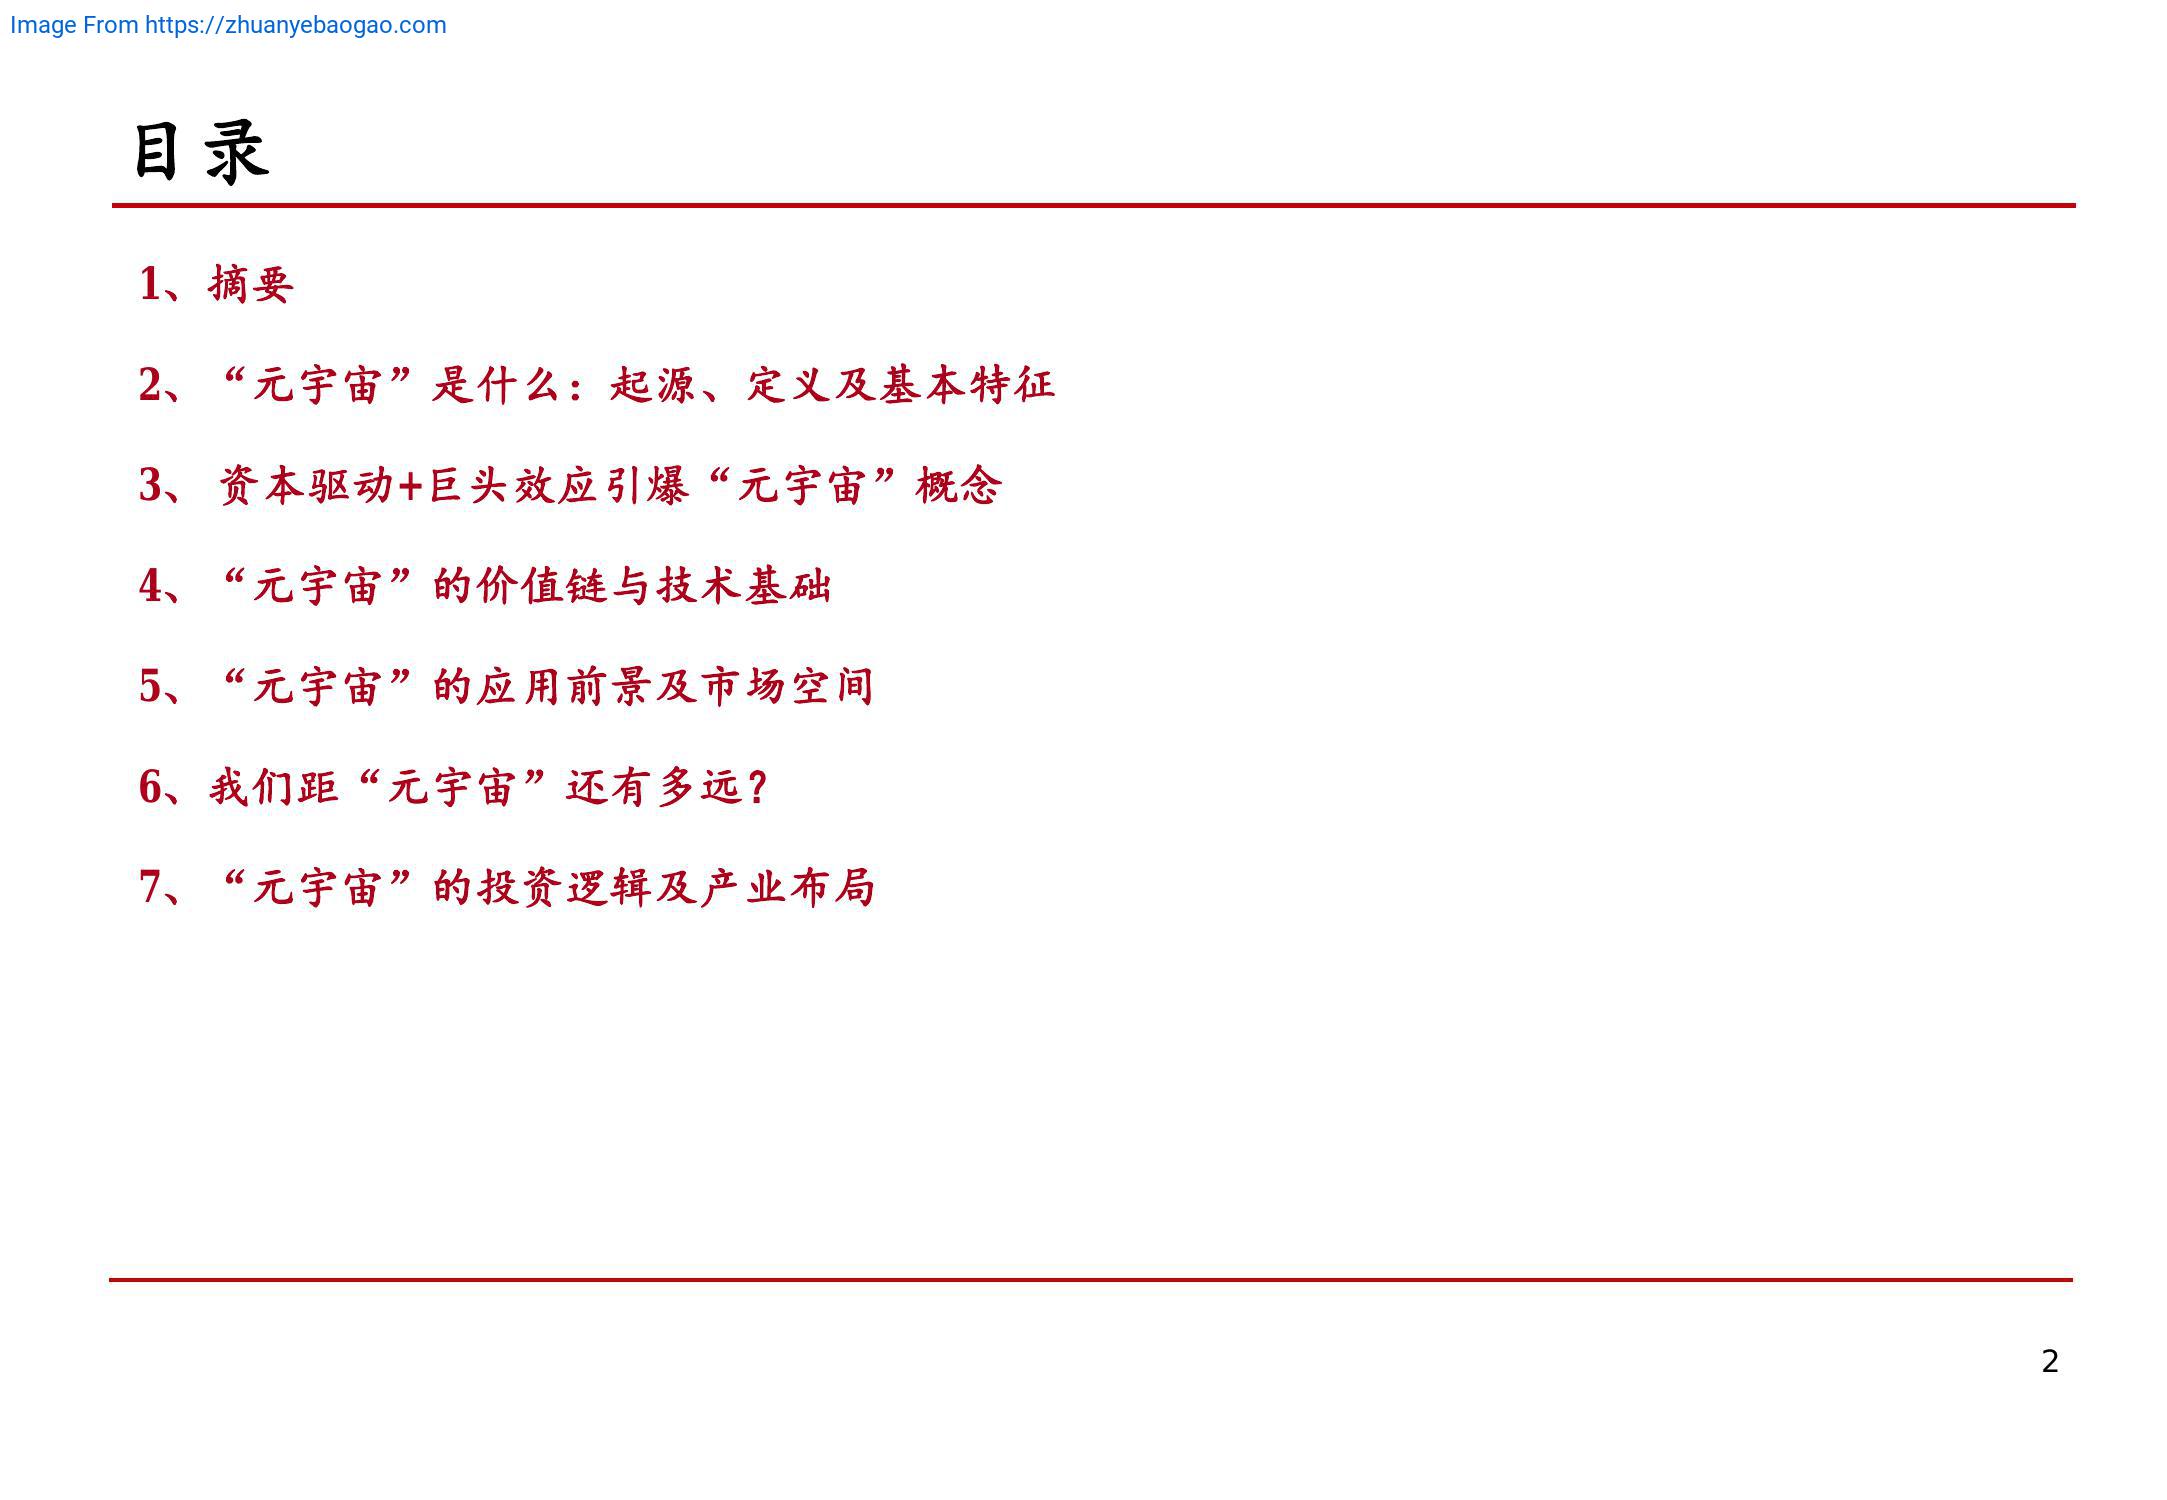 Image From https://zhuanyebaogao.com
目录
1、摘要
2、“元宇宙”是什么：起源、定义及基本特征
3、 资本驱动+巨头效应引爆“元宇宙”概念
4、“元宇宙”的价值链与技术基础
5、“元宇宙”的应用前景及市场空间
6、我们距“元宇宙”还有多远？
7、“元宇宙”的投资逻辑及产业布局
2